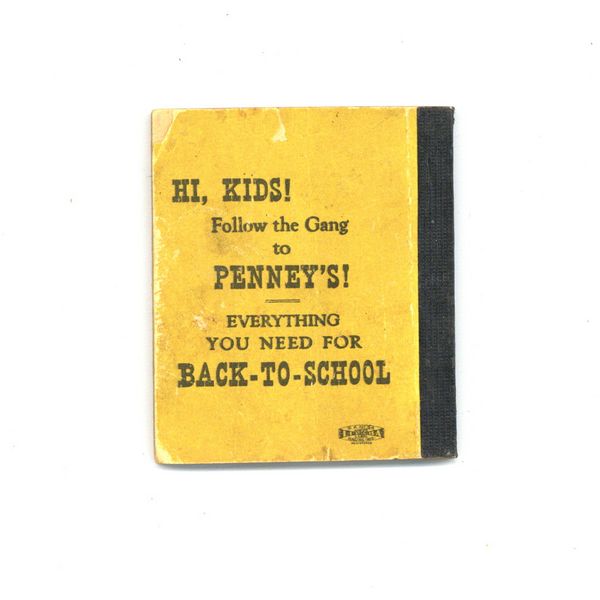 HI, KIDS!
Follow the Gang
to
PENNEY'S!
EVERYTHING
YOU NEED FOR
BACK-TO-SCHOOL